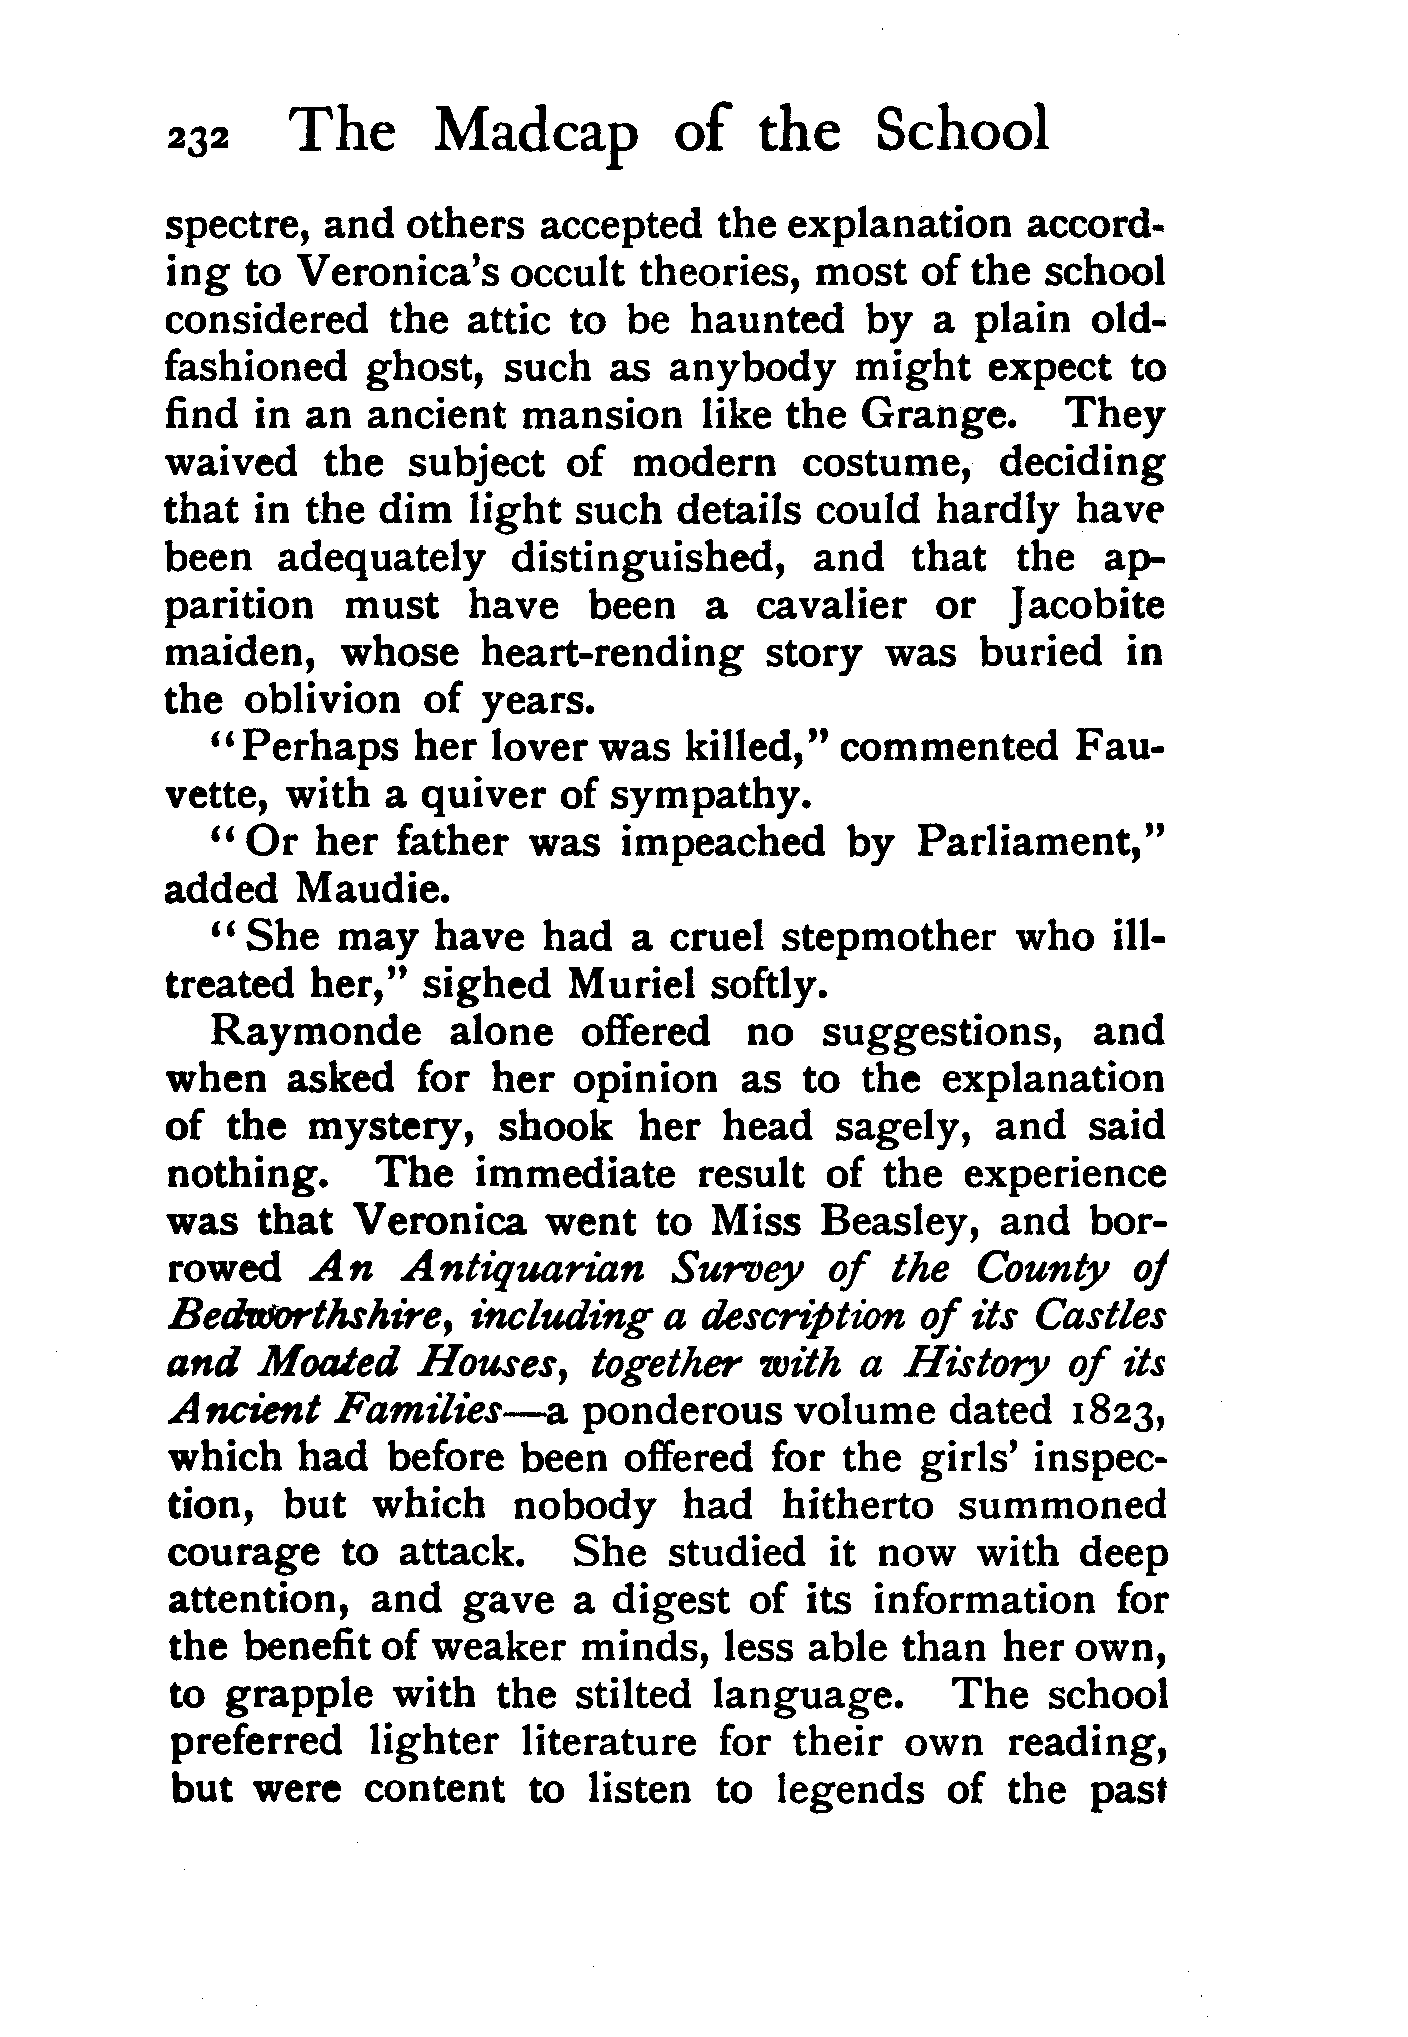 232 The Madcap of the School
spectre, and others accepted the explanation accord-
ing to Veronica's occult theories, most of the school
considered the attic to be haunted by a plain old-
fashioned ghost, such as anybody might expect to
find in an ancient mansion like the Grange. They
waived the subject of modern costume, deciding
that in the dim light such details could hardly have
been adequately distinguished, and that the ap-
parition must have been a cavalier or Jacobite
maiden, whose heart-rending story was buried in
the oblivion of years.
“Perhaps her lover was killed,” commented Fau-
vette, with a quiver of sympathy.
“Or her father was impeached by Parliament,”
added Maudie.
“She may have had a cruel stepmother who ill-
treated her,” sighed Muriel softly.
Raymonde alone offered no suggestions, and
when asked for her opinion as to the explanation
of the mystery, shook her head sagely, and said
nothing. The immediate result of the experience
was that Veronica went to Miss Beasley, and bor-
rowed An Antiquarian Survey of the County of
Bedworthshire, including a description of its Castles
and Moated Houses, together with a History of its
Ancient Families—a ponderous volume dated 1823,
which had before been offered for the girls' inspec-
tion, but which nobody had hitherto summoned
courage to attack. She studied it now with deep
attention, and gave a digest of its information for
the benefit of weaker minds, less able than her own,
to grapple with the stilted language. The school
preferred lighter literature for their own reading,
but were content to listen to legends of the past